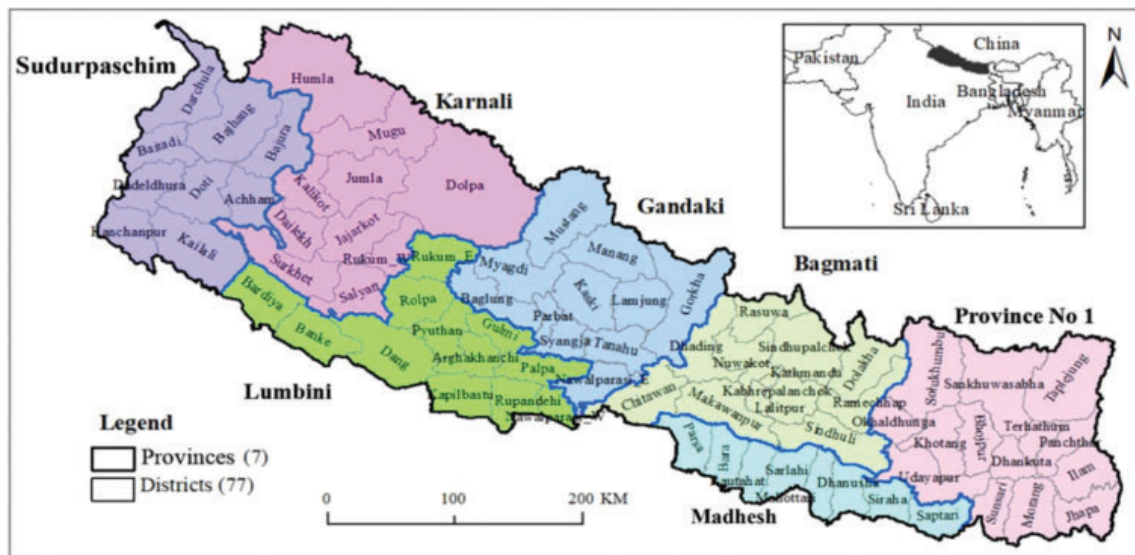 Sudurpaschim
Karnali
Gandaki
Bagmati
Province No 1
Lumbini
Madhesh
Darchula
Baitadi
Bajhang
Bajura
Dadeldhura
Doti
Achham
Kanchanpur
Kailali
Humla
Mugu
Jumla
Dolpa
Kalikot
Dailekh
Jajarkot
Rukum_W
Surkhet
Salyan
Rukum_E
Rolpa
Bardiya
Banke
Dang
Pyuthan
Gulmi
Arghakhanchi
Palpa
Kapilbastu
Rupandehi
Nawalparasi_W
Mustang
Manang
Myagdi
Kaski
Lamjung
Gorkha
Baglung
Parbat
Syangja
Tanahu
Nawalparasi_E
Rasuwa
Dhading
Nuwakot
Sindhupalchok
Dolakha
Kathmandu
Kabhrepalanchok
Lalitpur
Chitawan
Makawanpur
Ramechhap
Sindhuli
Parsa
Bara
Rautahat
Sarlahi
Mohottari
Dhanusha
Siraha
Saptari
Solukhumbu
Sankhuwasabha
Taplejung
Okhaldhunga
Khotang
Bhojpur
Terhathum
Panchthar
Dhankuta
Ilam
Udayapur
Sunsari
Morang
Jhapa
China
Pakistan
India
Bangladesh
Myanmar
Sri Lanka
N
Legend
Provinces (7)
Districts (77)
0 100 200 KM